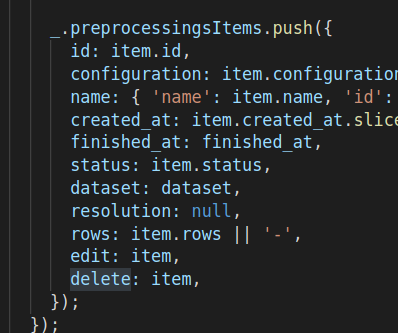 _.preprocessingsItems.push({
id: item.id,
configuration: item.configuration
name: { 'name': item.name, 'id':
created_at: item.created_at.slice
finished_at: finished_at,
status: item.status,
dataset: dataset,
resolution: null,
rows: item.rows || '-',
edit: item,
delete: item,
});
});